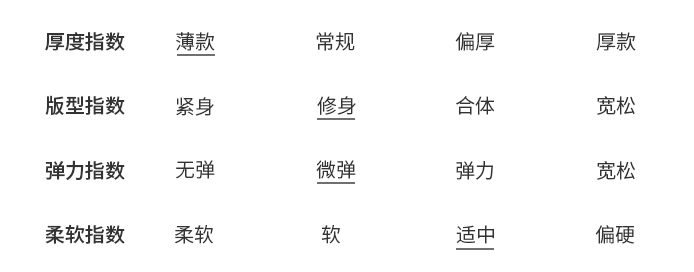 厚度指数 薄款 常规 偏厚 厚款
版型指数 紧身 修身 合体 宽松
弹力指数 无弹 微弹 弹力 宽松
柔软指数 柔软 软 适中 偏硬